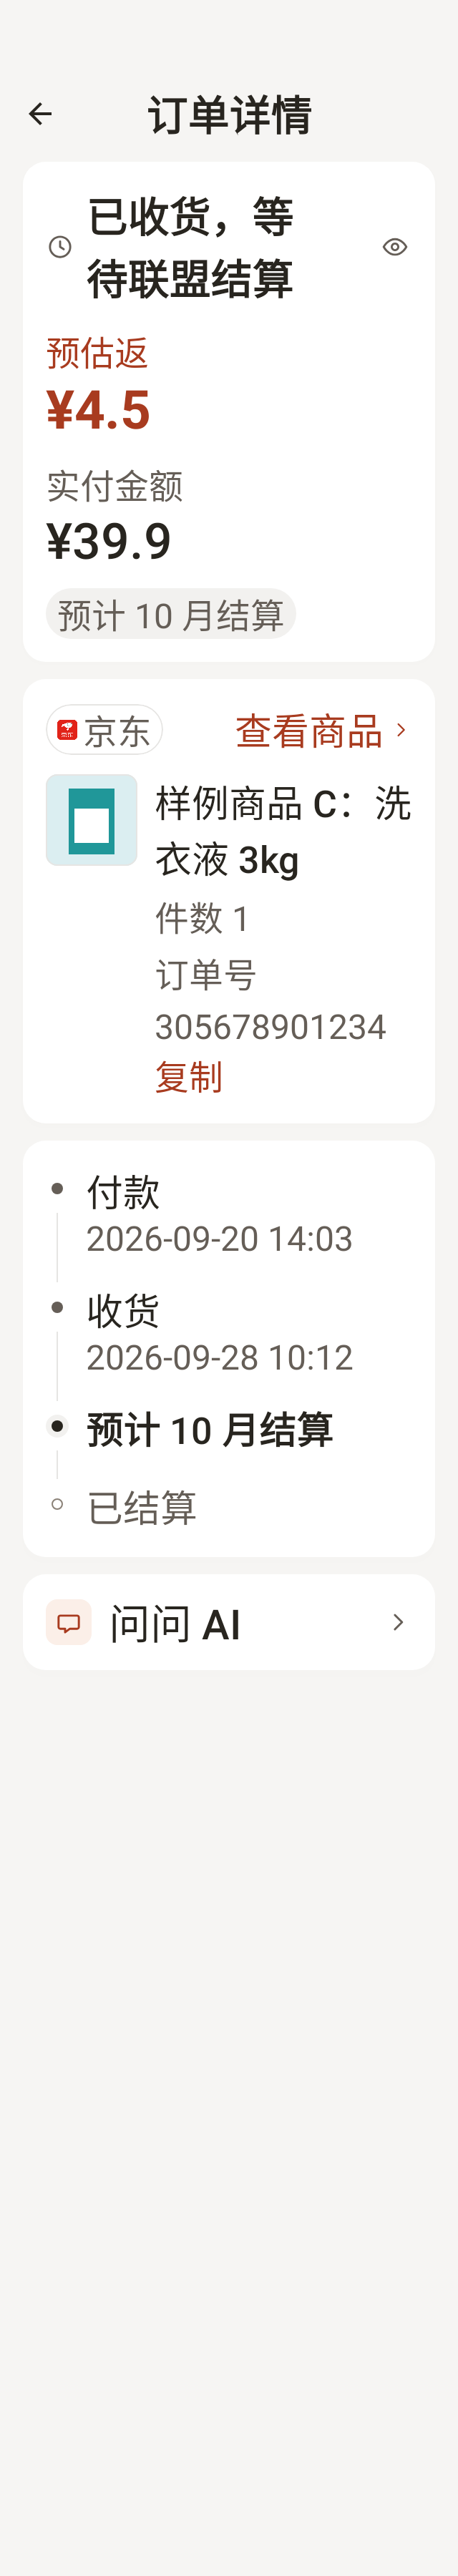 订单详情
已收货，等
待联盟结算
预估返
¥4.5
实付金额
¥39.9
预计 10 月结算
京东
查看商品
样例商品 C：洗
衣液 3kg
件数 1
订单号
305678901234
复制
付款
2026-09-20 14:03
收货
2026-09-28 10:12
预计 10 月结算
已结算
问问 AI